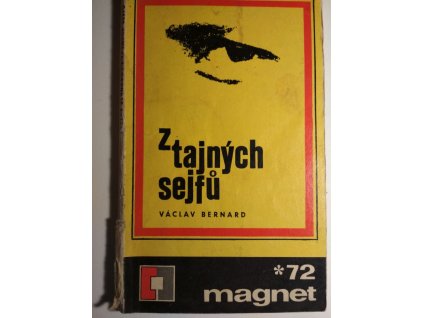 z tajných
sejfů
VÁCLAV BERNARD
*72
magnet